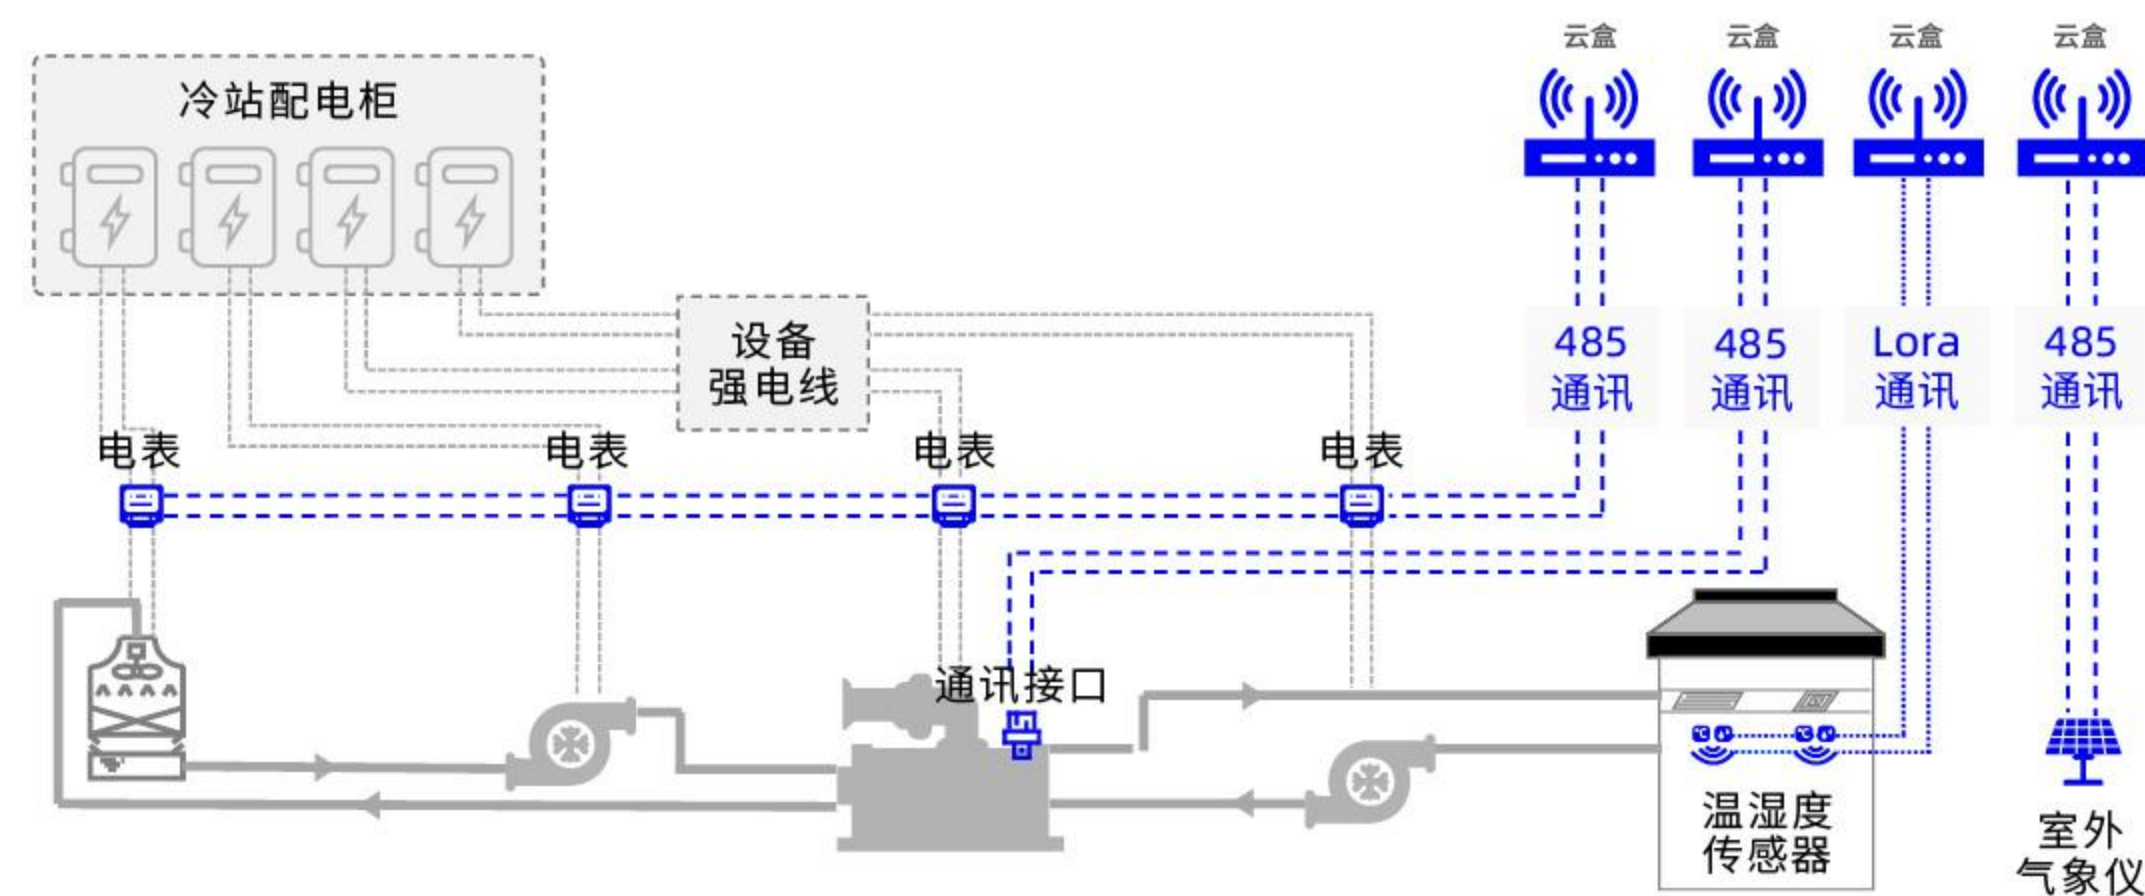 云盒
云盒
云盒
云盒
冷站配电柜
设备
强电线
485
通讯
485
通讯
Lora
通讯
485
通讯
电表
电表
电表
电表
通讯接口
温湿度
传感器
室外
气象仪